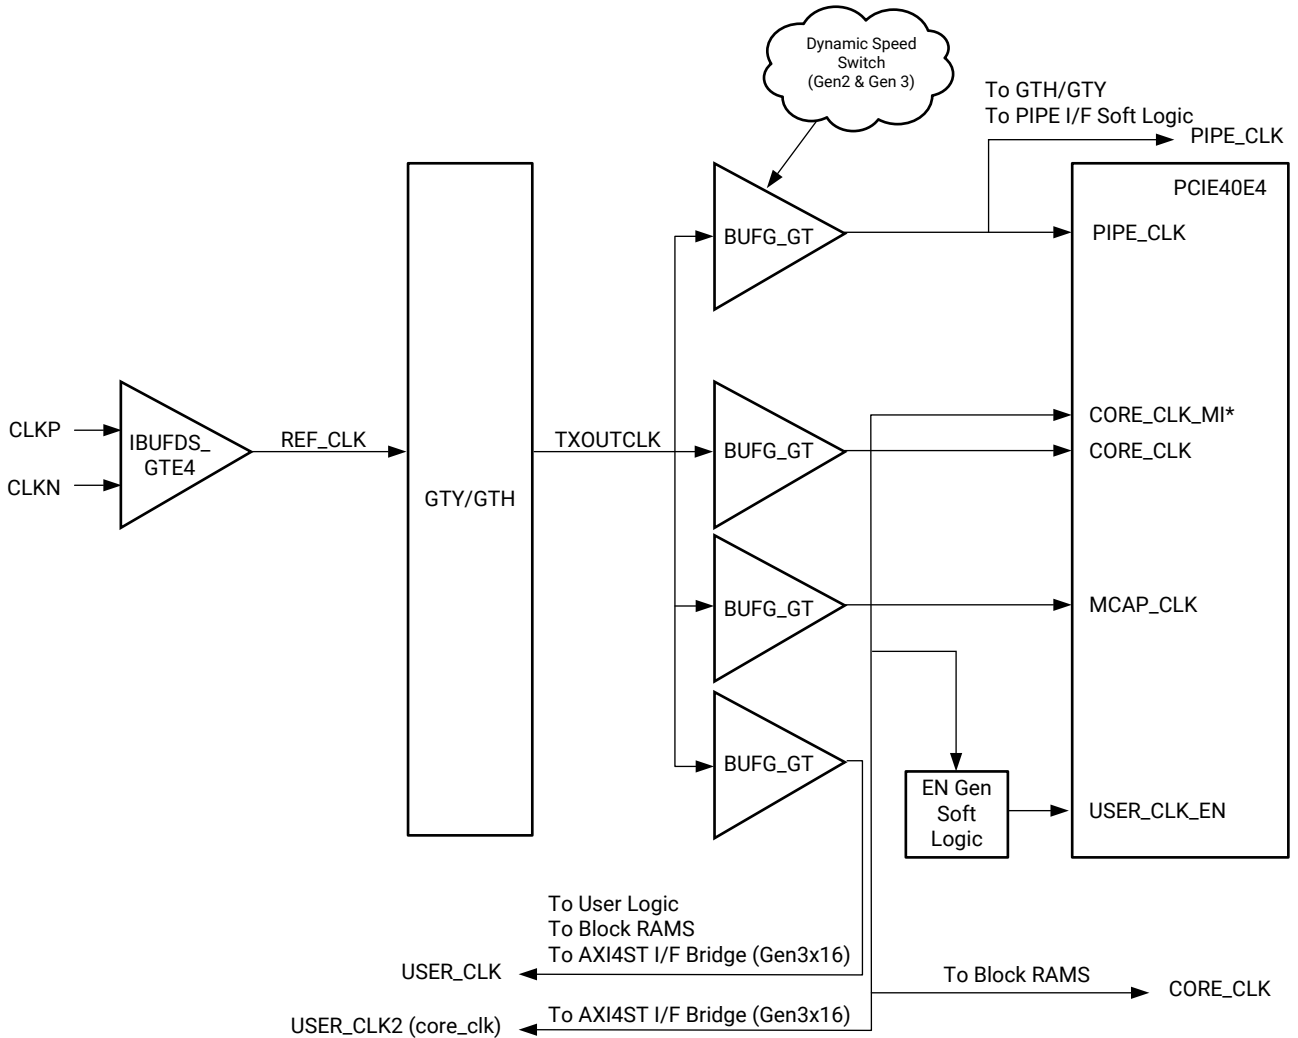 Dynamic Speed
Switch
(Gen2 & Gen 3)
To GTH/GTY
To PIPE I/F Soft Logic
PIPE_CLK
PCIE40E4
BUFG_GT
PIPE_CLK
CORE_CLK_MI*
CLKP
IBUFDS_
GTE4
REF_CLK
TXOUTCLK
BUFG_GT
CORE_CLK
CLKN
GTY/GTH
BUFG_GT
MCAP_CLK
BUFG_GT
EN Gen
Soft
Logic
USER_CLK_EN
To User Logic
To Block RAMS
To AXI4ST I/F Bridge (Gen3x16)
USER_CLK
To Block RAMS
CORE_CLK
To AXI4ST I/F Bridge (Gen3x16)
USER_CLK2 (core_clk)